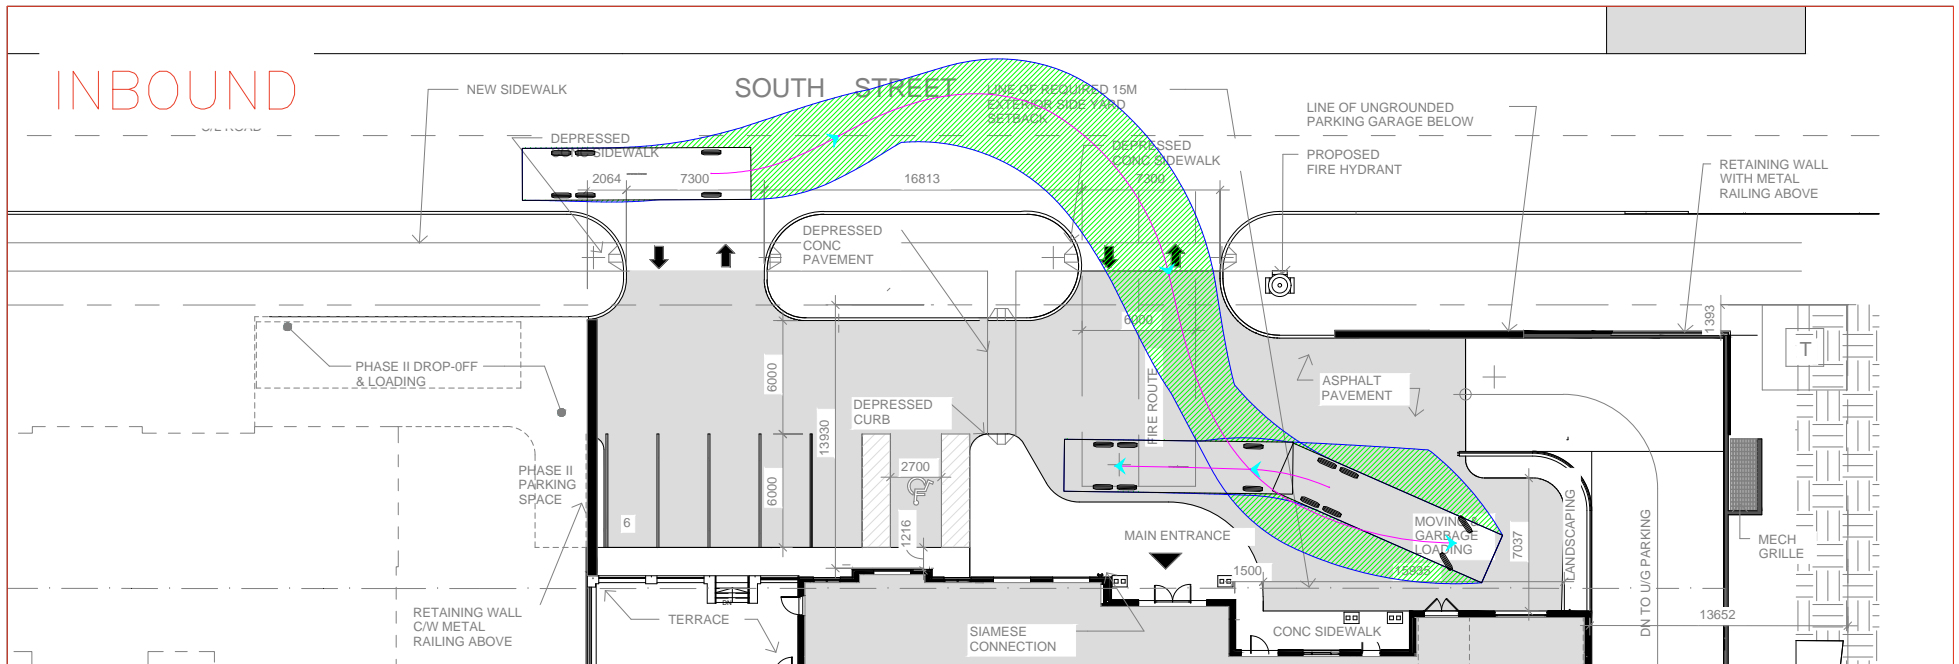 INBOUND
C/L ROAD
NEW SIDEWALK
SOUTH STREET
LINE OF REQUIRED 15M
EXTERIOR SIDE YARD
SETBACK
LINE OF UNGROUNDED
PARKING GARAGE BELOW
DEPRESSED
CONC SIDEWALK
DEPRESSED
CONC SIDEWALK
PROPOSED
FIRE HYDRANT
RETAINING WALL
WITH METAL
RAILING ABOVE
2064
7300
16813
7300
DEPRESSED
CONC
PAVEMENT
6000
1393
T
PHASE II DROP-0FF
& LOADING
6000
13930
FIRE ROUTE
ASPHALT
PAVEMENT
DEPRESSED
CURB
PHASE II
PARKING
SPACE
2700
6000
6
1216
MAIN ENTRANCE
MOVING &
GARBAGE
LOADING
7037
LANDSCAPING
DN TO U/G PARKING
MECH
GRILLE
1500
15935
RETAINING WALL
C/W METAL
RAILING ABOVE
TERRACE
DN
SIAMESE
CONNECTION
CONC SIDEWALK
13652